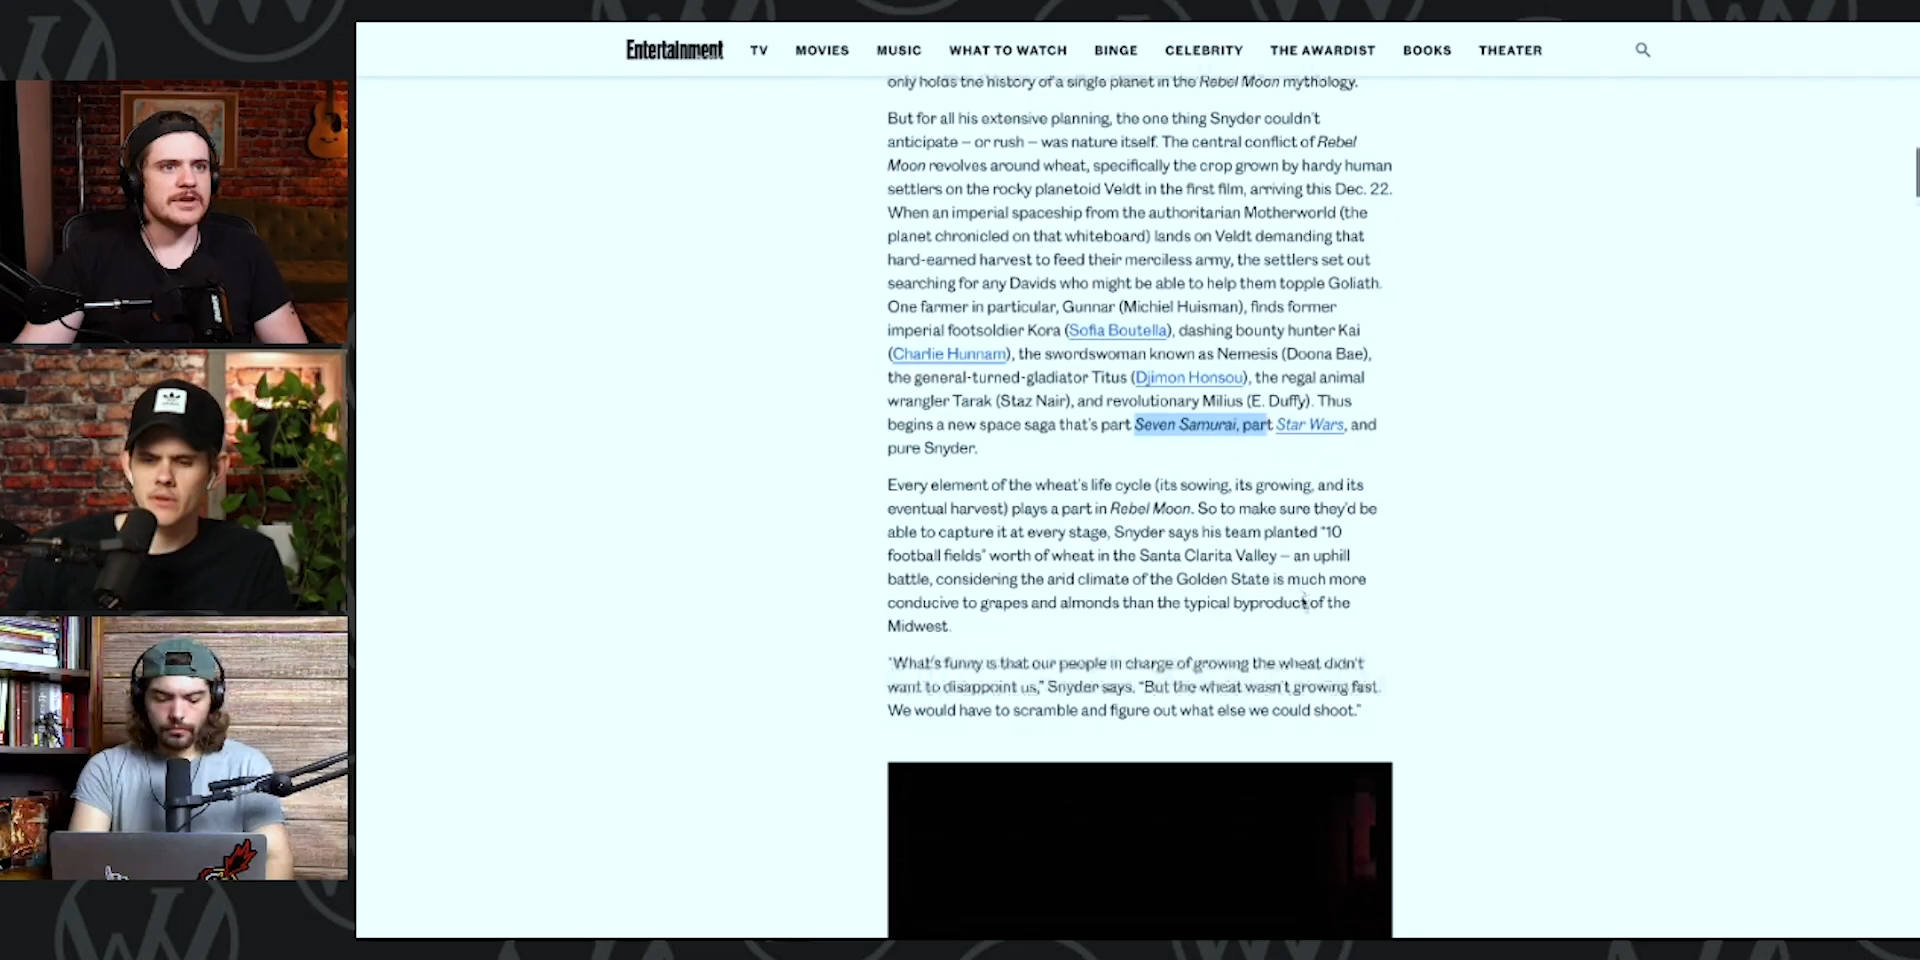 Entertainment TV MOVIES MUSIC WHAT TO WATCH BINGE CELEBRITY THE AWARDIST BOOKS THEATER
only holds the history of a single planet in the Rebel Moon mythology.
But for all his extensive planning, the one thing Snyder couldn't
anticipate – or rush – was nature itself. The central conflict of Rebel
Moon revolves around wheat, specifically the crop grown by hardy human
settlers on the rocky planetoid Veldt in the first film, arriving this Dec. 22.
When an imperial spaceship from the authoritarian Motherworld (the
planet chronicled on that whiteboard) lands on Veldt demanding that
hard-earned harvest to feed their merciless army, the settlers set out
searching for any Davids who might be able to help them topple Goliath.
One farmer in particular, Gunnar (Michiel Huisman), finds former
imperial footsoldier Kora (Sofia Boutella), dashing bounty hunter Kai
(Charlie Hunnam), the swordswoman known as Nemesis (Doona Bae),
the general-turned-gladiator Titus (Djimon Honsou), the regal animal
wrangler Tarak (Staz Nair), and revolutionary Milius (E. Duffy). Thus
begins a new space saga that's part Seven Samurai, part Star Wars, and
pure Snyder.
Every element of the wheat's life cycle (its sowing, its growing, and its
eventual harvest) plays a part in Rebel Moon. So to make sure they'd be
able to capture it at every stage, Snyder says his team planted "10
football fields" worth of wheat in the Santa Clarita Valley – an uphill
battle, considering the arid climate of the Golden State is much more
conducive to grapes and almonds than the typical byproduct of the
Midwest.
"What's funny is that our people in charge of growing the wheat didn't
want to disappoint us," Snyder says. "But the wheat wasn't growing fast.
We would have to scramble and figure out what else we could shoot."